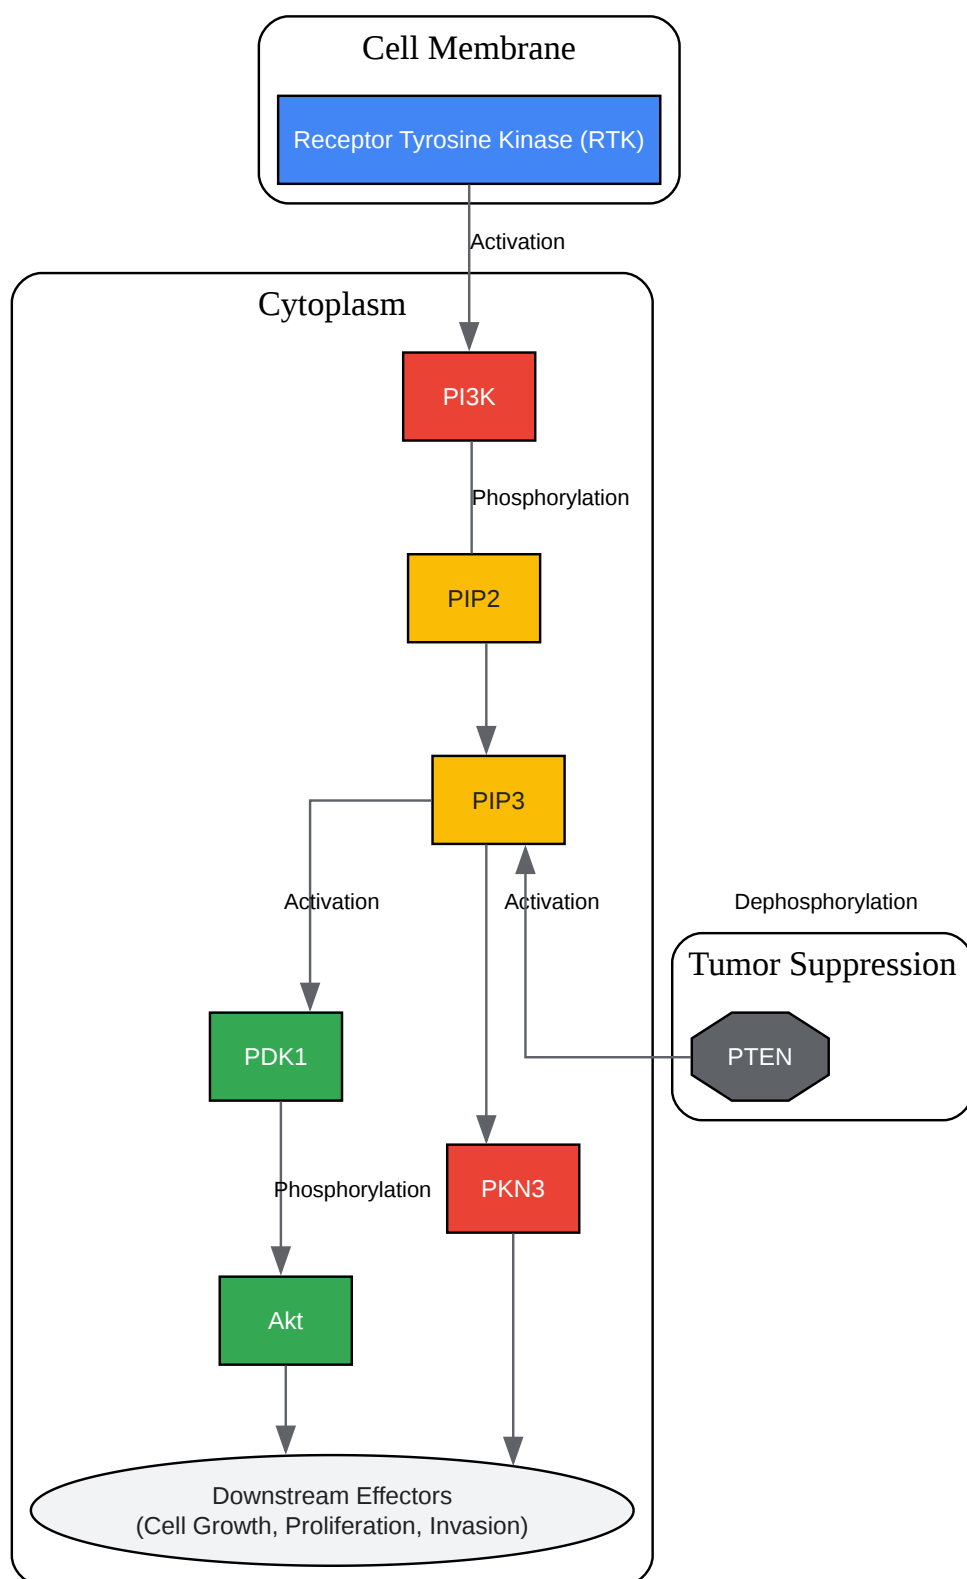 Cell Membrane
Receptor Tyrosine Kinase (RTK)
Activation
Cytoplasm
PI3K
Phosphorylation
PIP2
PIP3
Activation
Activation
Dephosphorylation
Tumor Suppression
PDK1
PTEN
PKN3
Phosphorylation
Akt
Downstream Effectors
(Cell Growth, Proliferation, Invasion)